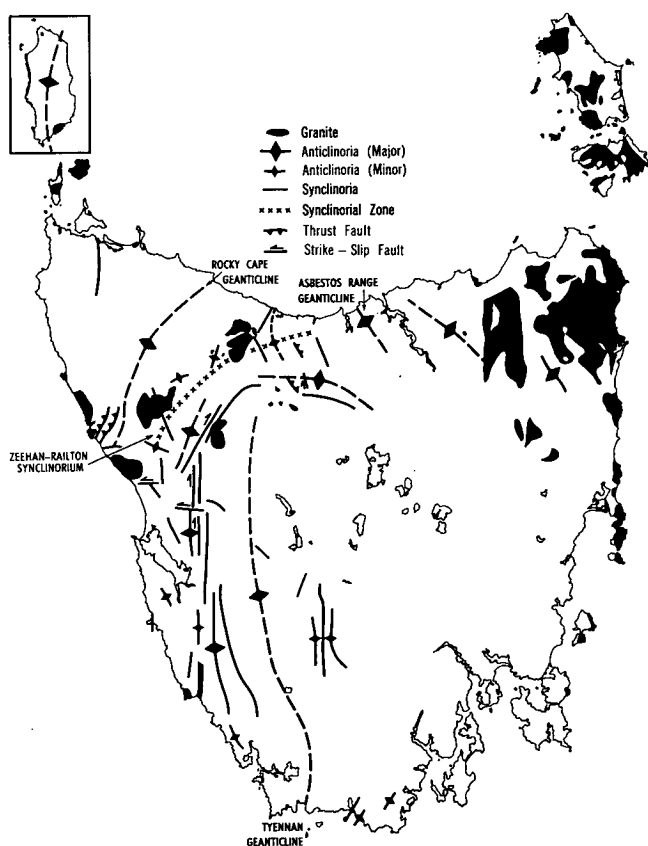 Granite
Anticlinoria (Major)
Anticlinoria (Minor)
Synclinoria
Synclinorial Zone
Thrust Fault
Strike – Slip Fault
ROCKY CAPE
GEANTICLINE
ASBESTOS RANGE
GEANTICLINE
ZEEHAN–RAILTON
SYNCLINORIUM
TYENNAN
GEANTICLINE